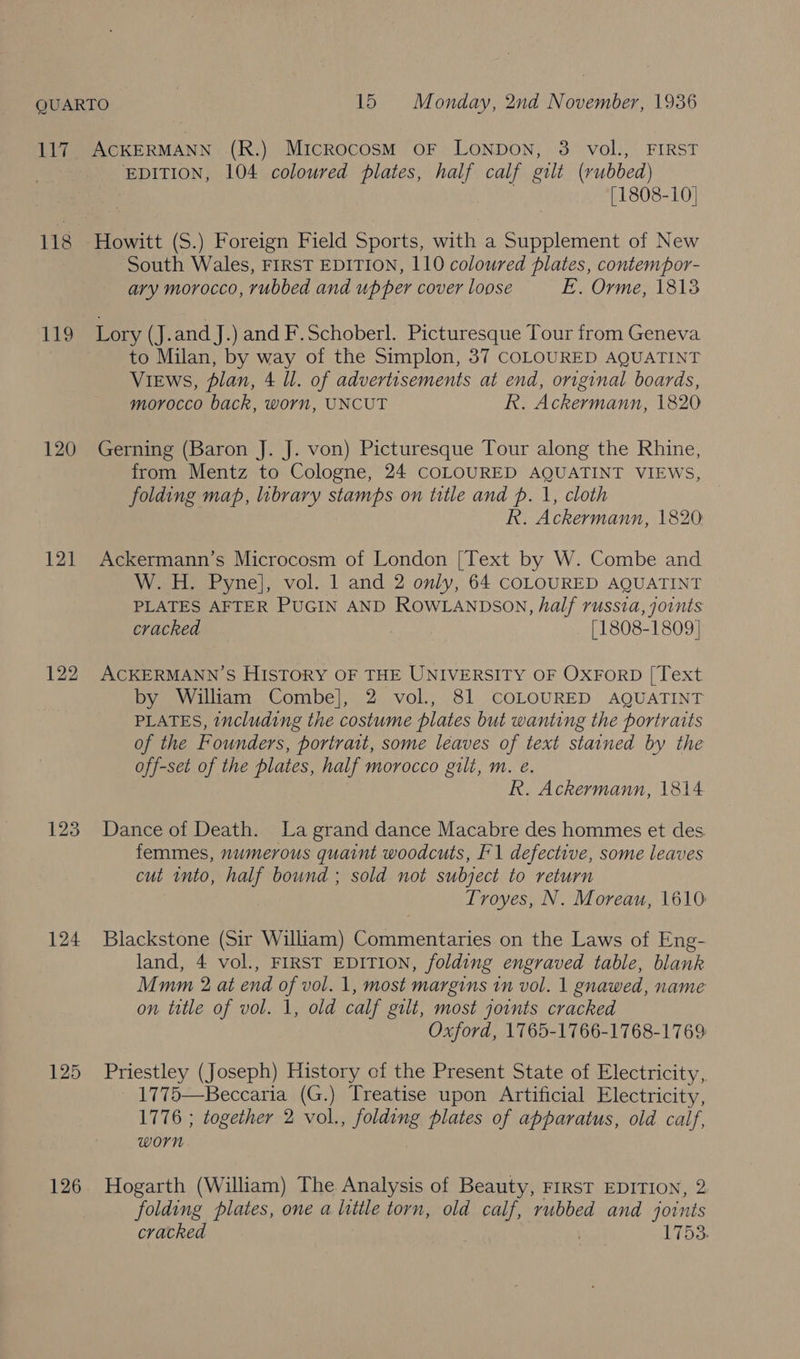 QUARTO 15 Monday, 2nd November, 1936
117 ACKERMANN (R.) MICROCOSM OF LONDON, 3 vol., FIRST
EDITION, 104 coloured plates, half calf gilt (rubbed)
[1808-10]
118 Howitt (S.) Foreign Field Sports, with a Supplement of New
South Wales, FIRST EDITION, 110 coloured plates, contempor-
ary morocco, rubbed and upper cover loose E. Orme, 1813
119 Lory (J. and J.) and F. Schoberl. Picturesque Tour from Geneva
to Milan, by way of the Simplon, 37 COLOURED AQUATINT
VIEWS, plan, 4 ll. of advertisements at end, original boards,
morocco back, worn, UNCUT R. Ackermann, 1820
120 Gerning (Baron J. J. von) Picturesque Tour along the Rhine,
from Mentz to Cologne, 24 COLOURED AQUATINT VIEWS,
folding map, library stamps on title and p. 1, cloth
R. Ackermann, 1820
121 Ackermann's Microcosm of London [Text by W. Combe and
W. H. Pyne], vol. 1 and 2 only, 64 COLOURED AQUATINT
PLATES AFTER PUGIN AND ROWLANDSON, half russia, joints
cracked [1808-1809]
122 ACKERMANN'S HISTORY OF THE UNIVERSITY OF OXFORD [Text
by William Combe], 2 vol., 81 COLOURED AQUATINT
PLATES, including the costume plates but wanting the portraits
of the Founders, portrait, some leaves of text stained by the
off-set of the plates, half morocco gilt, m. e.
R. Ackermann, 1814
123 Dance of Death. La grand dance Macabre des hommes et des
femmes, numerous quaint woodcuts, F1 defective, some leaves
cut into, half bound; sold not subject to return
Troyes, N. Moreau, 1610
124 Blackstone (Sir William) Commentaries on the Laws of Eng-
land, 4 vol., FIRST EDITION, folding engraved table, blank
Mmm 2 at end of vol. 1, most margins in vol. 1 gnawed, name
on title of vol. 1, old calf gilt, most joints cracked
Oxford, 1765-1766-1768-1769
125 Priestley (Joseph) History of the Present State of Electricity,
1775—Beccaria (G.) Treatise upon Artificial Electricity,
1776; together 2 vol., folding plates of apparatus, old calf,
worn
126 Hogarth (William) The Analysis of Beauty, FIRST EDITION, 2
folding plates, one a little torn, old calf, rubbed and joints
cracked 1753.